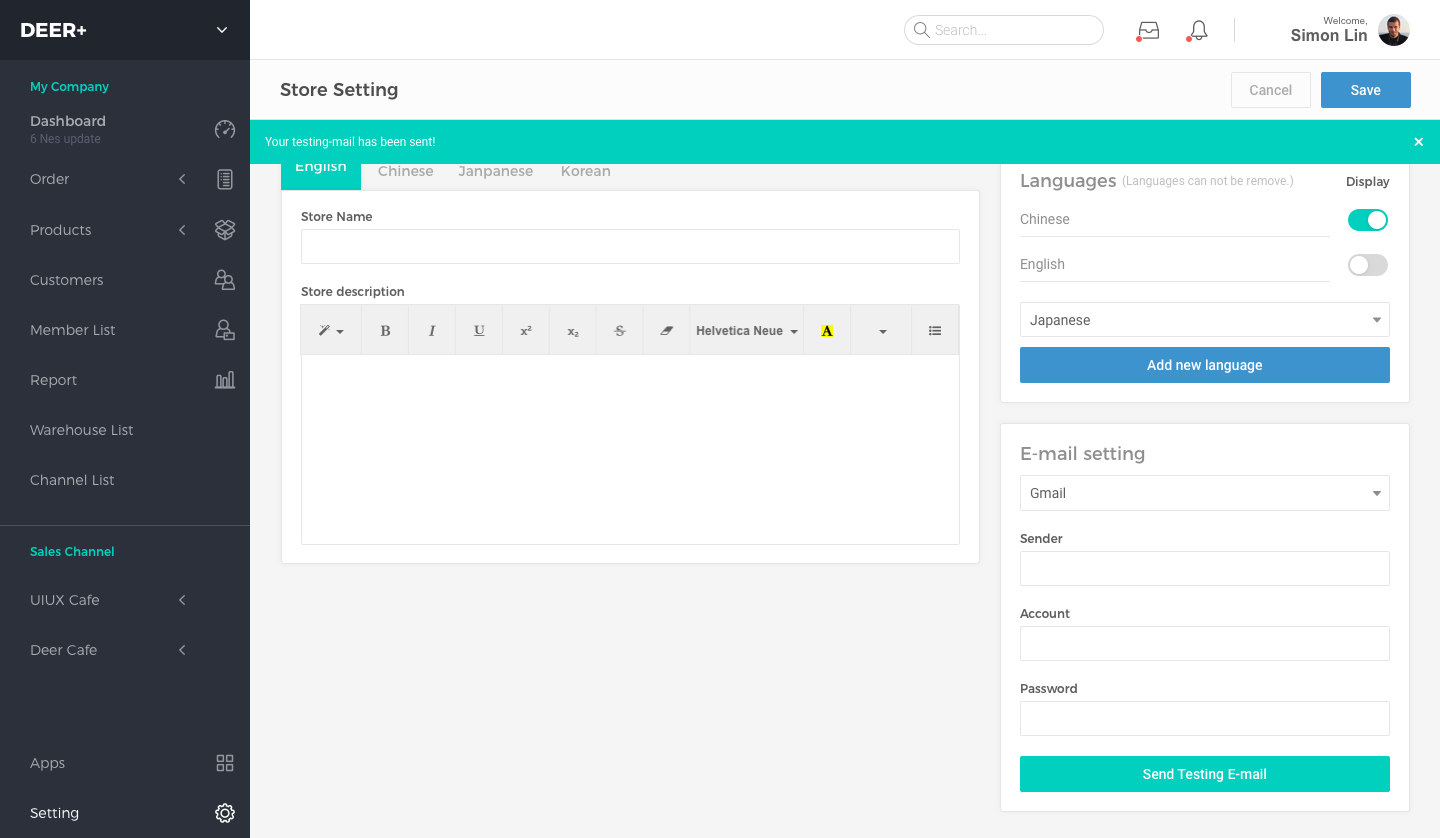 DEER+
Search...
Welcome,
Simon Lin
My Company
Dashboard
6 Nes update
Order
Products
Customers
Member List
Report
Warehouse List
Channel List
Sales Channel
UIUX Cafe
Deer Cafe
Apps
Setting
Store Setting
Cancel
Save
Your testing-mail has been sent!
English
Chinese
Janpanese
Korean
Store Name
Store description
B
I
U
x²
x₂
S
Helvetica Neue
A
Languages (Languages can not be remove.)
Display
Chinese
English
Japanese
Add new language
E-mail setting
Gmail
Sender
Account
Password
Send Testing E-mail